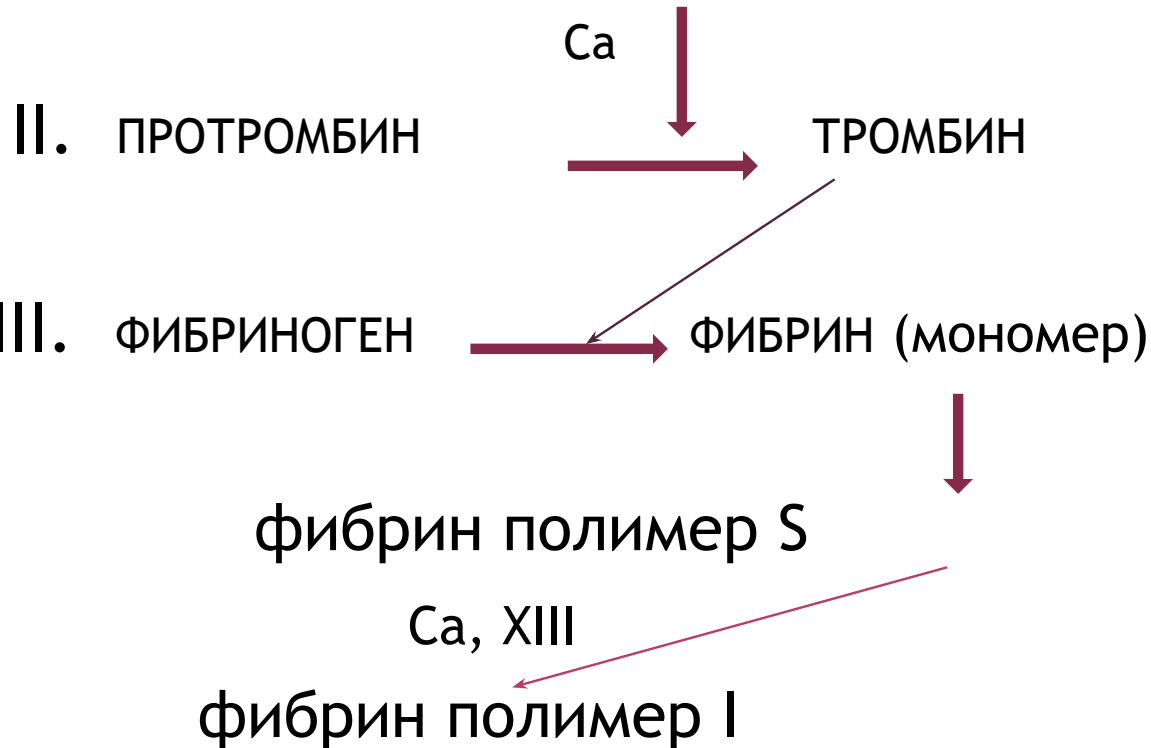 Ca
II. ПРОТРОМБИН ТРОМБИН
III. ФИБРИНОГЕН ФИБРИН (мономер)
фибрин полимер S
Ca, XIII
фибрин полимер I